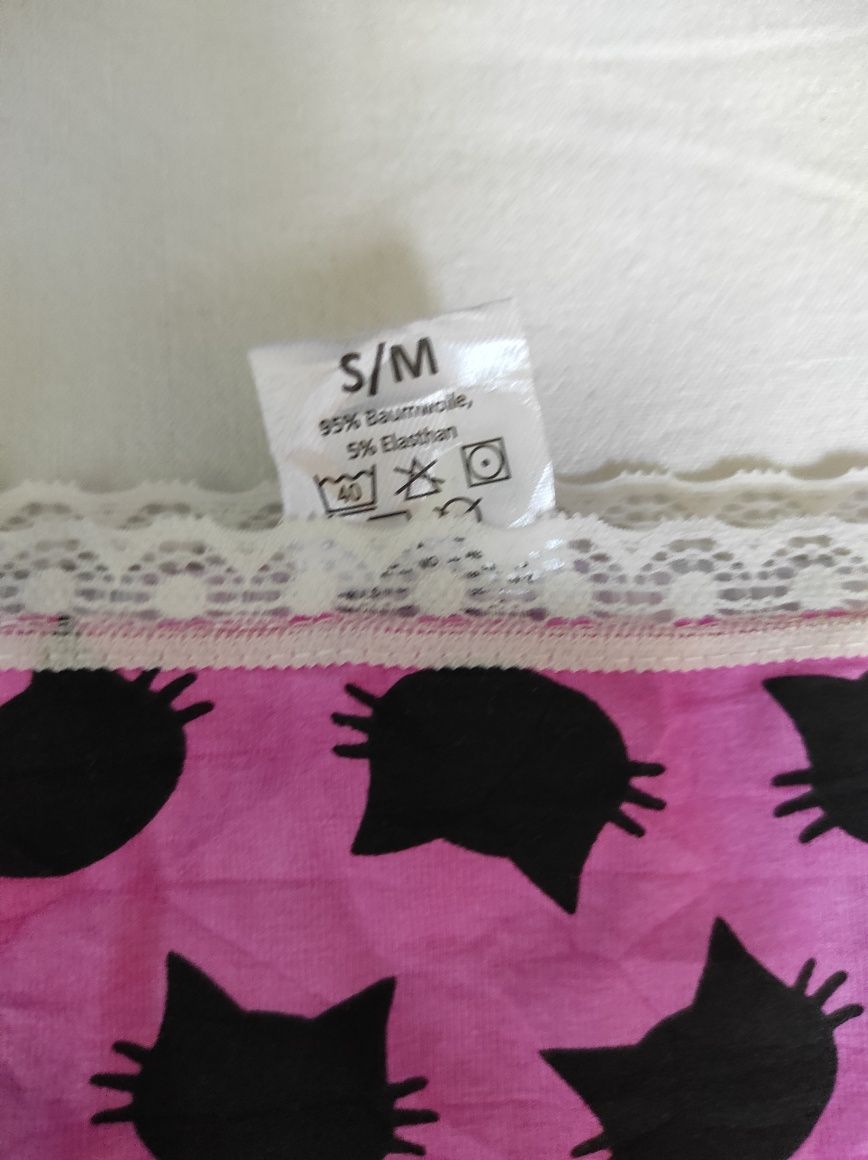 S/M
95% Baumwolle,
5% Elasthan
40